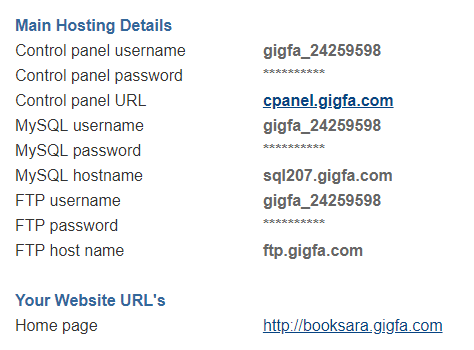 Main Hosting Details
Control panel username gigfa_24259598
Control panel password **********
Control panel URL cpanel.gigfa.com
MySQL username gigfa_24259598
MySQL password **********
MySQL hostname sql207.gigfa.com
FTP username gigfa_24259598
FTP password **********
FTP host name ftp.gigfa.com
Your Website URL's
Home page http://booksara.gigfa.com